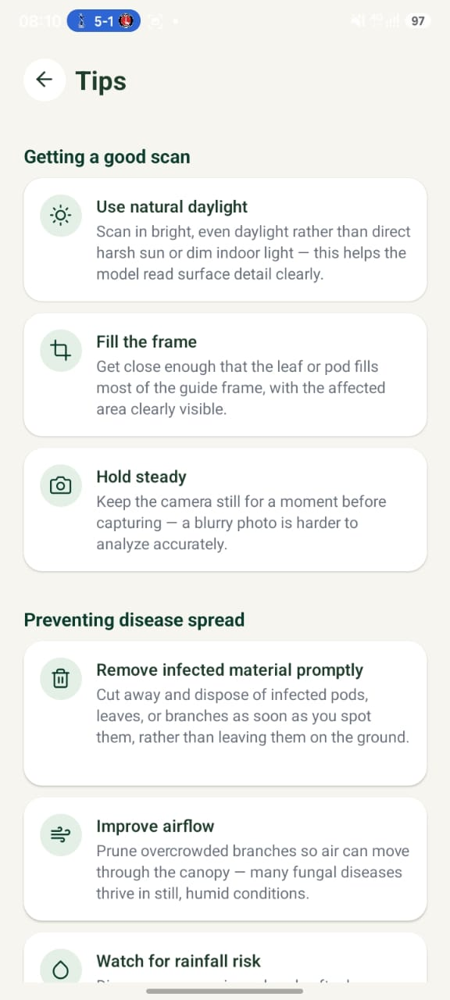 08:10
5-1
97
Tips
Getting a good scan
Use natural daylight
Scan in bright, even daylight rather than direct
harsh sun or dim indoor light — this helps the
model read surface detail clearly.
Fill the frame
Get close enough that the leaf or pod fills
most of the guide frame, with the affected
area clearly visible.
Hold steady
Keep the camera still for a moment before
capturing — a blurry photo is harder to
analyze accurately.
Preventing disease spread
Remove infected material promptly
Cut away and dispose of infected pods,
leaves, or branches as soon as you spot
them, rather than leaving them on the ground.
Improve airflow
Prune overcrowded branches so air can move
through the canopy — many fungal diseases
thrive in still, humid conditions.
Watch for rainfall risk